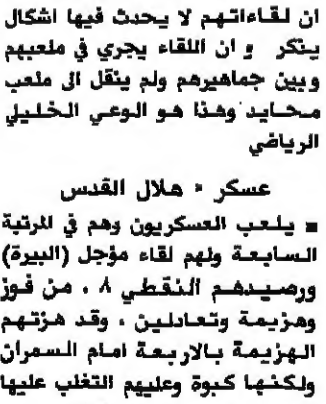 ان لقاءاتهم لا يحدث فيها اشكال
يذكر و ان اللقاء يجري في ملعبهم
وبين جماهيرهم ولم ينقل الى ملعب
محايد وهذا هو الوعي الخليلي
الرياضي
عسكر * هلال القدس
■ يلعب العسكريون وهم في المرتبة
السابعة ولهم لقاء مؤجل (البيرة)
ورصيدهم النقطي ٨ . من فوز
وهزيمة وتعادلين . وقد هزتهم
الهزيمة بالاربعة امام السمران
ولكنها كبوة وعليهم التغلب عليها